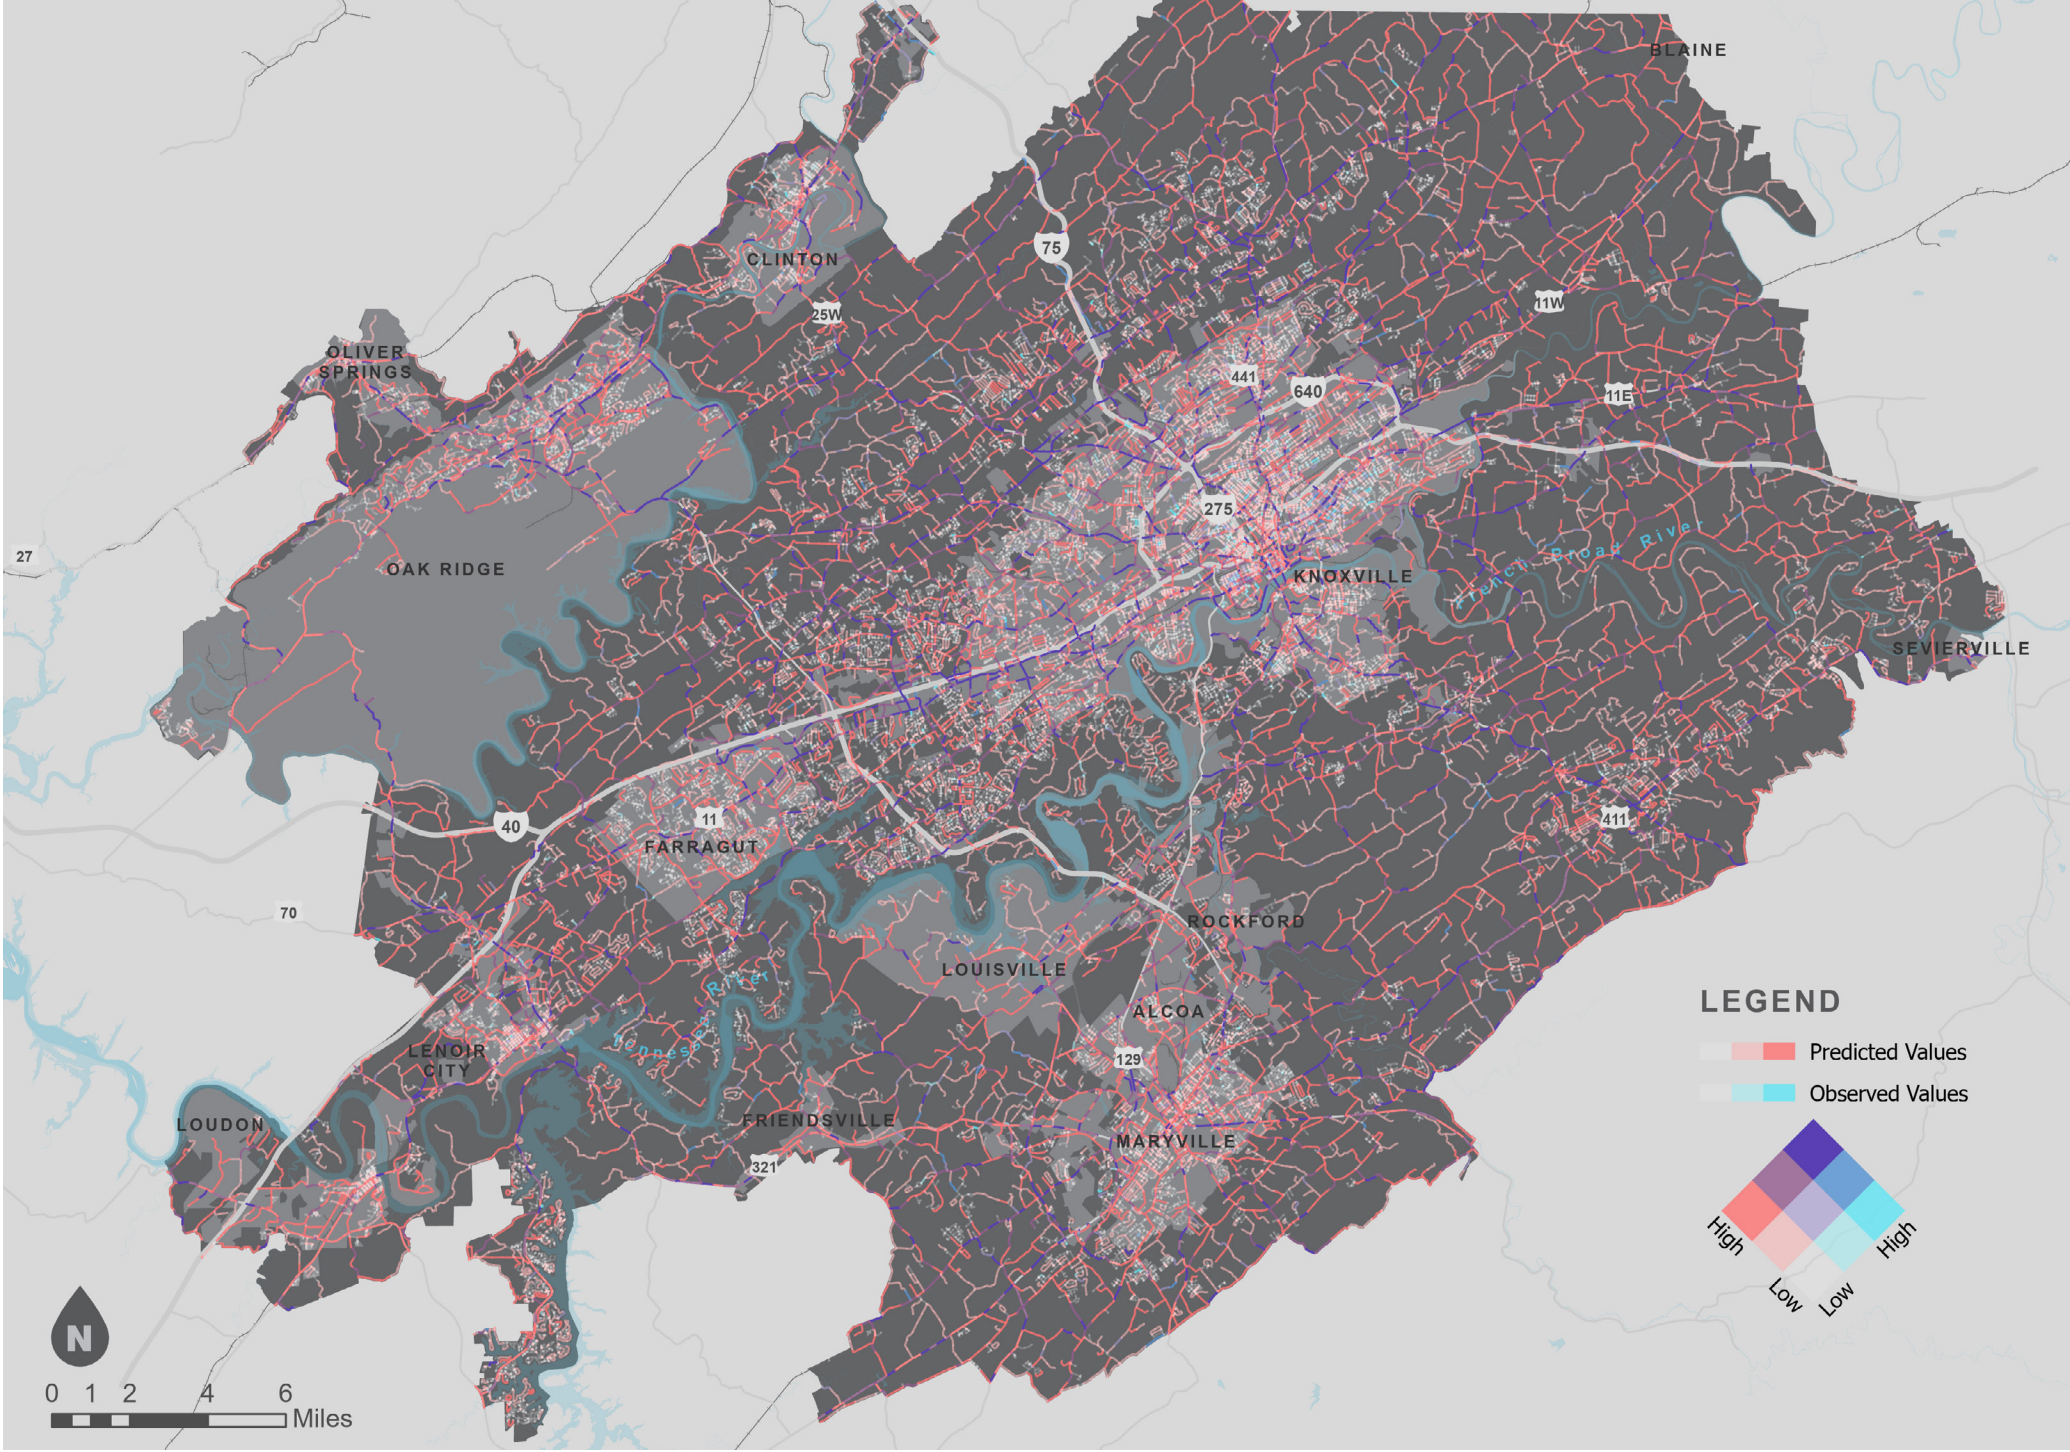 BLAINE
75
CLINTON
25W
11W
OLIVER
SPRINGS
441
640
11E
275
French Broad River
27
OAK RIDGE
KNOXVILLE
SEVIERVILLE
40
11
FARRAGUT
411
70
ROCKFORD
LOUISVILLE
Tennessee River
ALCOA
LENOIR
CITY
129
LOUDON
FRIENDSVILLE
MARYVILLE
321
LEGEND
Predicted Values
Observed Values
High
High
Low
Low
N
0 1 2 4 6
Miles